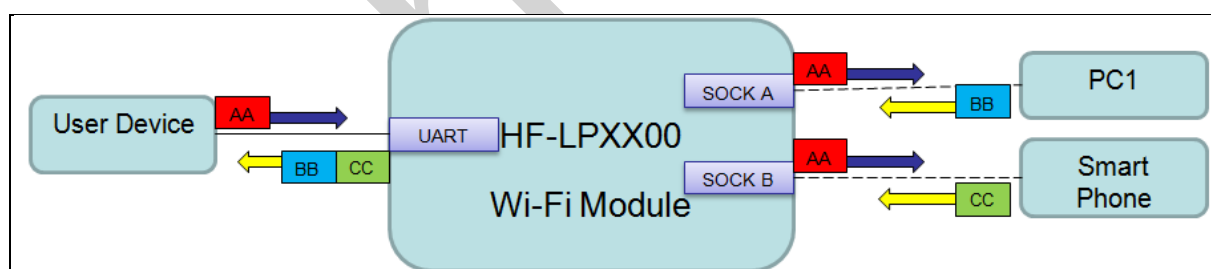 AA
SOCK A
AA
PC1
BB
User Device
AA
UART
HF-LPXX00
BB
CC
SOCK B
AA
Smart
Phone
CC
Wi-Fi Module